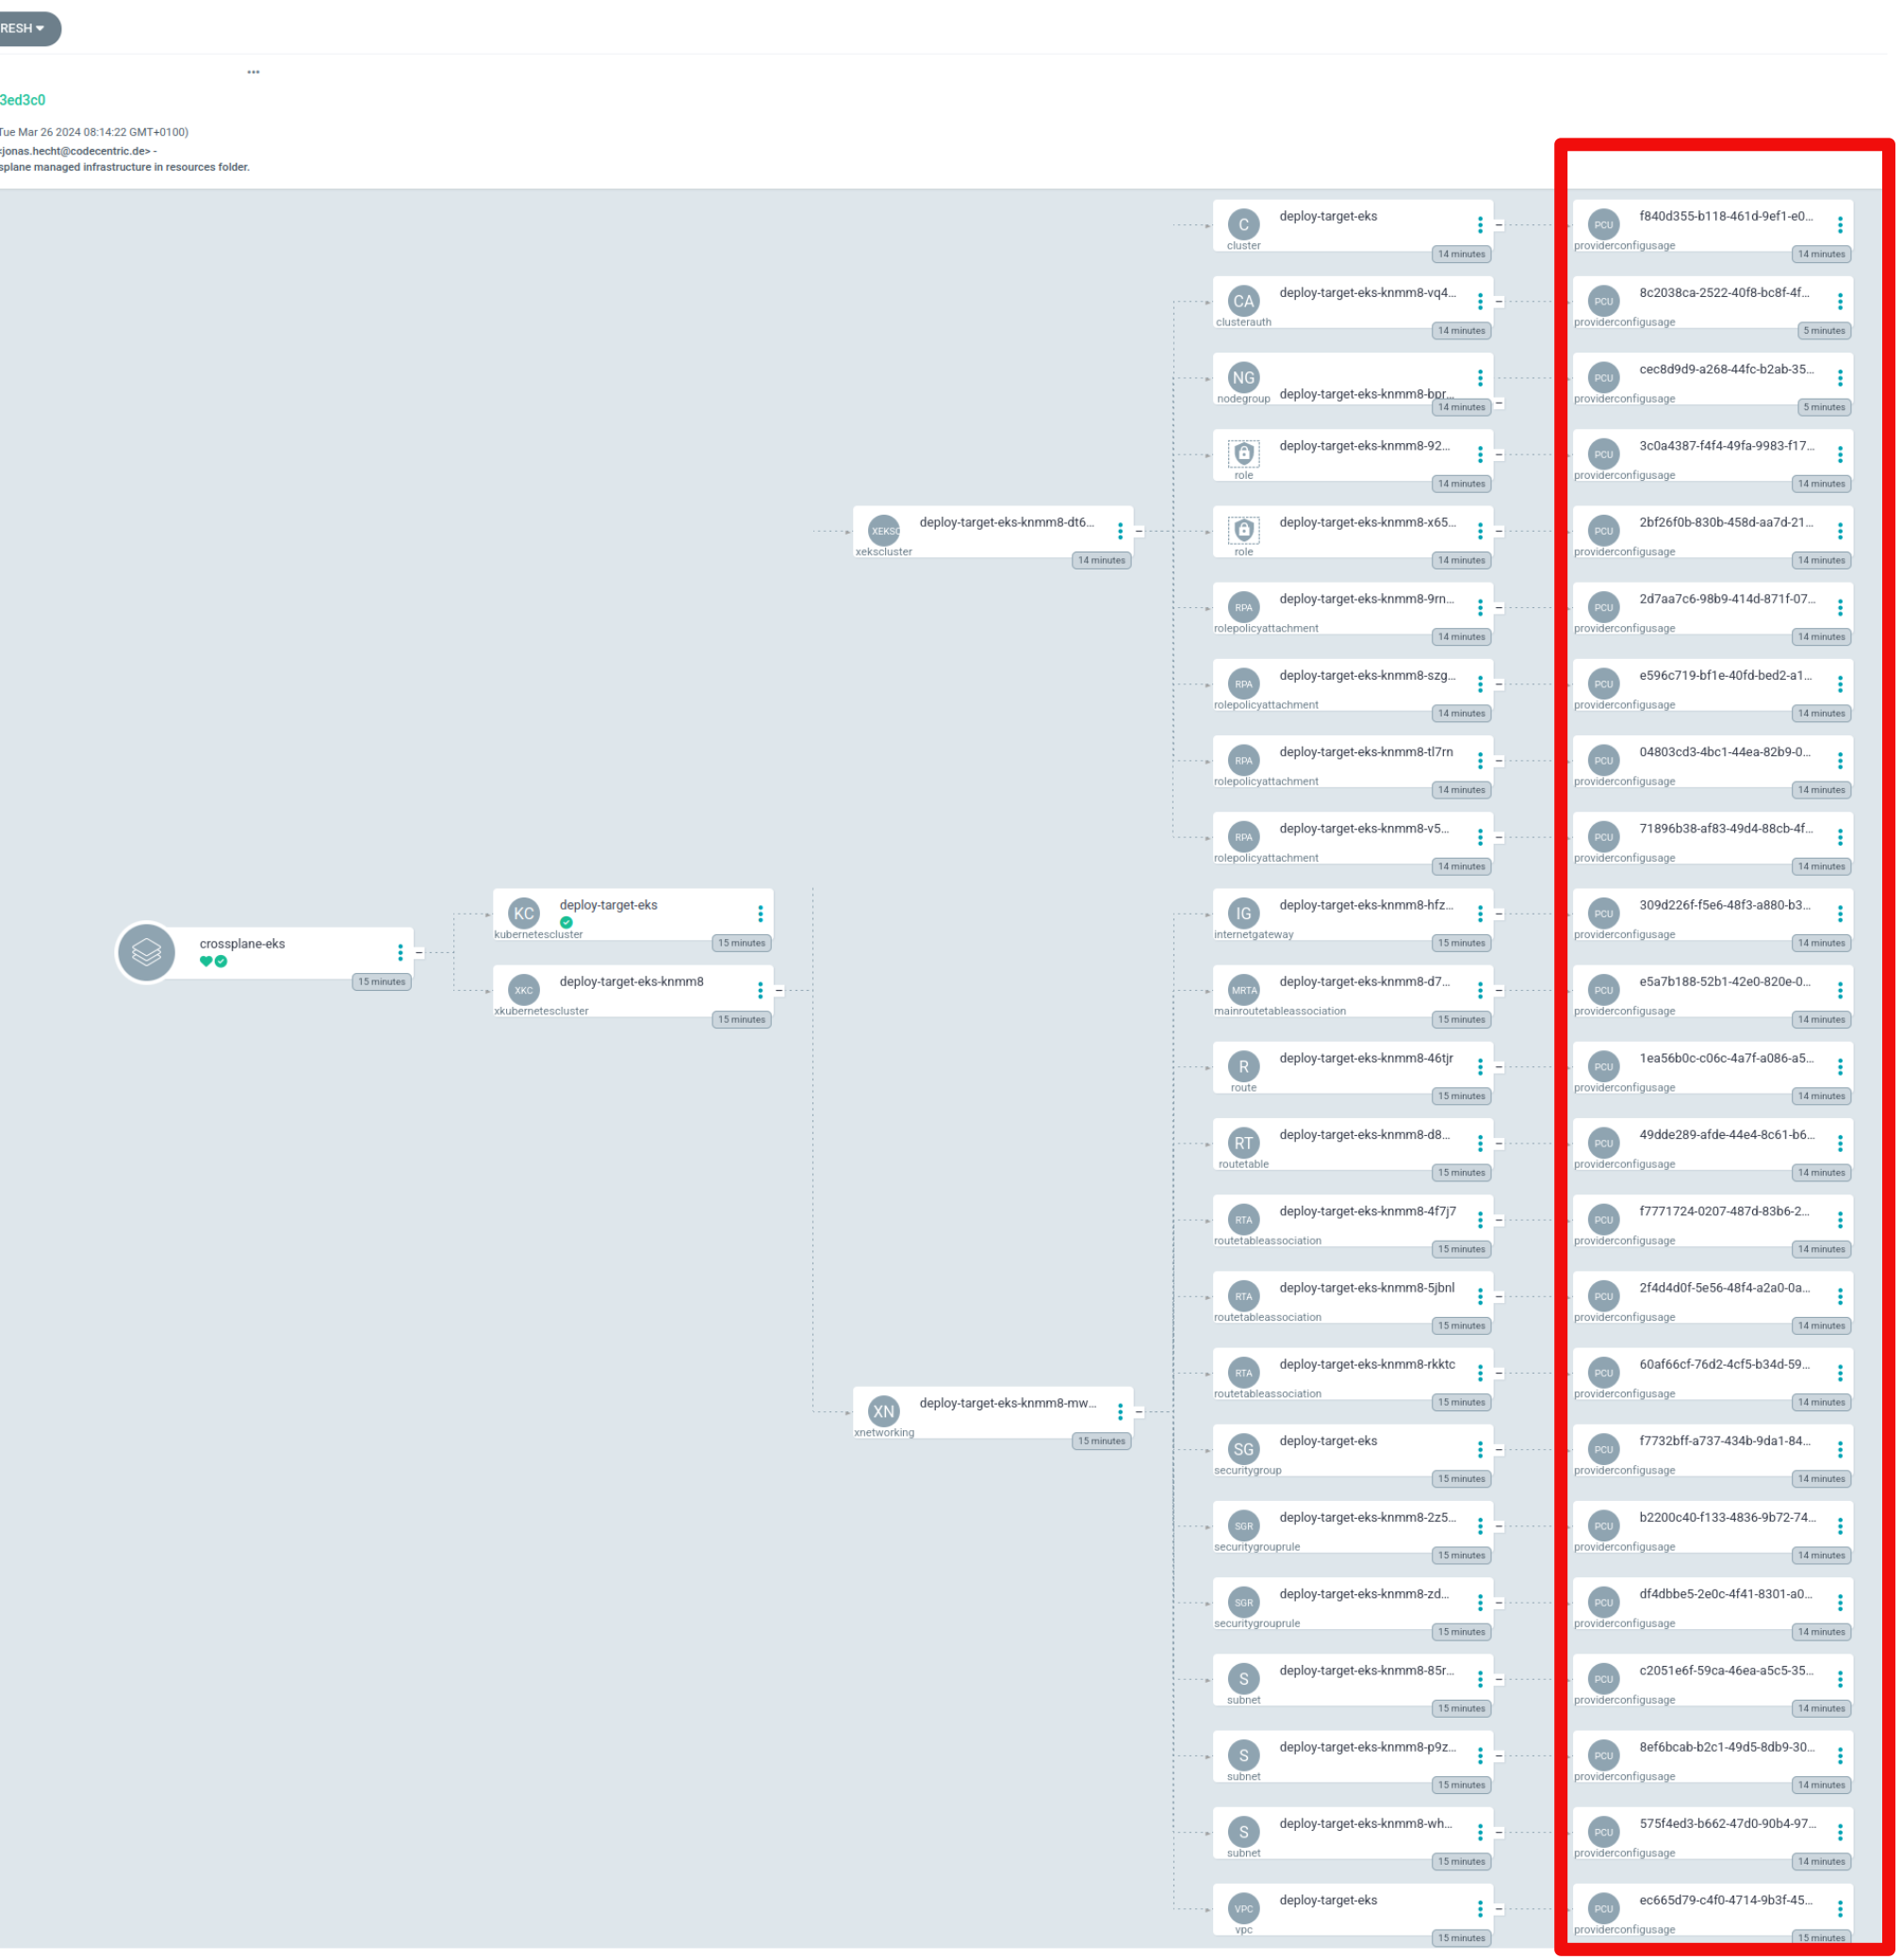 RESH
...
3ed3c0
Tue Mar 26 2024 08:14:22 GMT+0100)
<jonas.hecht@codecentric.de> -
splane managed infrastructure in resources folder.
C
cluster
deploy-target-eks
14 minutes
PCU
providerconfigusage
f840d355-b118-461d-9ef1-e0...
14 minutes
CA
clusterauth
deploy-target-eks-knmm8-vq4...
14 minutes
PCU
providerconfigusage
8c2038ca-2522-40f8-bc8f-4f...
5 minutes
NG
nodegroup
deploy-target-eks-knmm8-bpr...
14 minutes
PCU
providerconfigusage
cec8d9d9-a268-44fc-b2ab-35...
5 minutes
role
deploy-target-eks-knmm8-92...
14 minutes
PCU
providerconfigusage
3c0a4387-f4f4-49fa-9983-f17...
14 minutes
XEKSC
xekscluster
deploy-target-eks-knmm8-dt6...
14 minutes
role
deploy-target-eks-knmm8-x65...
14 minutes
PCU
providerconfigusage
2bf26f0b-830b-458d-aa7d-21...
14 minutes
RPA
rolepolicyattachment
deploy-target-eks-knmm8-9rn...
14 minutes
PCU
providerconfigusage
2d7aa7c6-98b9-414d-871f-07...
14 minutes
RPA
rolepolicyattachment
deploy-target-eks-knmm8-szg...
14 minutes
PCU
providerconfigusage
e596c719-bf1e-40fd-bed2-a1...
14 minutes
RPA
rolepolicyattachment
deploy-target-eks-knmm8-tl7rn
14 minutes
PCU
providerconfigusage
04803cd3-4bc1-44ea-82b9-0...
14 minutes
RPA
rolepolicyattachment
deploy-target-eks-knmm8-v5...
14 minutes
PCU
providerconfigusage
71896b38-af83-49d4-88cb-4f...
14 minutes
crossplane-eks
15 minutes
KC
kubernetescluster
deploy-target-eks
15 minutes
IG
internetgateway
deploy-target-eks-knmm8-hfz...
15 minutes
PCU
providerconfigusage
309d226f-f5e6-48f3-a880-b3...
14 minutes
XKC
xkubernetescluster
deploy-target-eks-knmm8
15 minutes
MRTA
mainroutetableassociation
deploy-target-eks-knmm8-d7...
15 minutes
PCU
providerconfigusage
e5a7b188-52b1-42e0-820e-0...
14 minutes
R
route
deploy-target-eks-knmm8-46tjr
15 minutes
PCU
providerconfigusage
1ea56b0c-c06c-4a7f-a086-a5...
14 minutes
RT
routetable
deploy-target-eks-knmm8-d8...
15 minutes
PCU
providerconfigusage
49dde289-afde-44e4-8c61-b6...
14 minutes
RTA
routetableassociation
deploy-target-eks-knmm8-4f7j7
15 minutes
PCU
providerconfigusage
f7771724-0207-487d-83b6-2...
14 minutes
RTA
routetableassociation
deploy-target-eks-knmm8-5jbnl
15 minutes
PCU
providerconfigusage
2f4d4d0f-5e56-48f4-a2a0-0a...
14 minutes
RTA
routetableassociation
deploy-target-eks-knmm8-rkktc
15 minutes
PCU
providerconfigusage
60af66cf-76d2-4cf5-b34d-59...
14 minutes
XN
xnetworking
deploy-target-eks-knmm8-mw...
15 minutes
SG
securitygroup
deploy-target-eks
15 minutes
PCU
providerconfigusage
f7732bff-a737-434b-9da1-84...
14 minutes
SGR
securitygrouprule
deploy-target-eks-knmm8-2z5...
15 minutes
PCU
providerconfigusage
b2200c40-f133-4836-9b72-74...
14 minutes
SGR
securitygrouprule
deploy-target-eks-knmm8-zd...
15 minutes
PCU
providerconfigusage
df4dbbe5-2e0c-4f41-8301-a0...
14 minutes
S
subnet
deploy-target-eks-knmm8-85r...
15 minutes
PCU
providerconfigusage
c2051e6f-59ca-46ea-a5c5-35...
14 minutes
S
subnet
deploy-target-eks-knmm8-p9z...
15 minutes
PCU
providerconfigusage
8ef6bcab-b2c1-49d5-8db9-30...
14 minutes
S
subnet
deploy-target-eks-knmm8-wh...
15 minutes
PCU
providerconfigusage
575f4ed3-b662-47d0-90b4-97...
14 minutes
VPC
vpc
deploy-target-eks
15 minutes
PCU
providerconfigusage
ec665d79-c4f0-4714-9b3f-45...
15 minutes